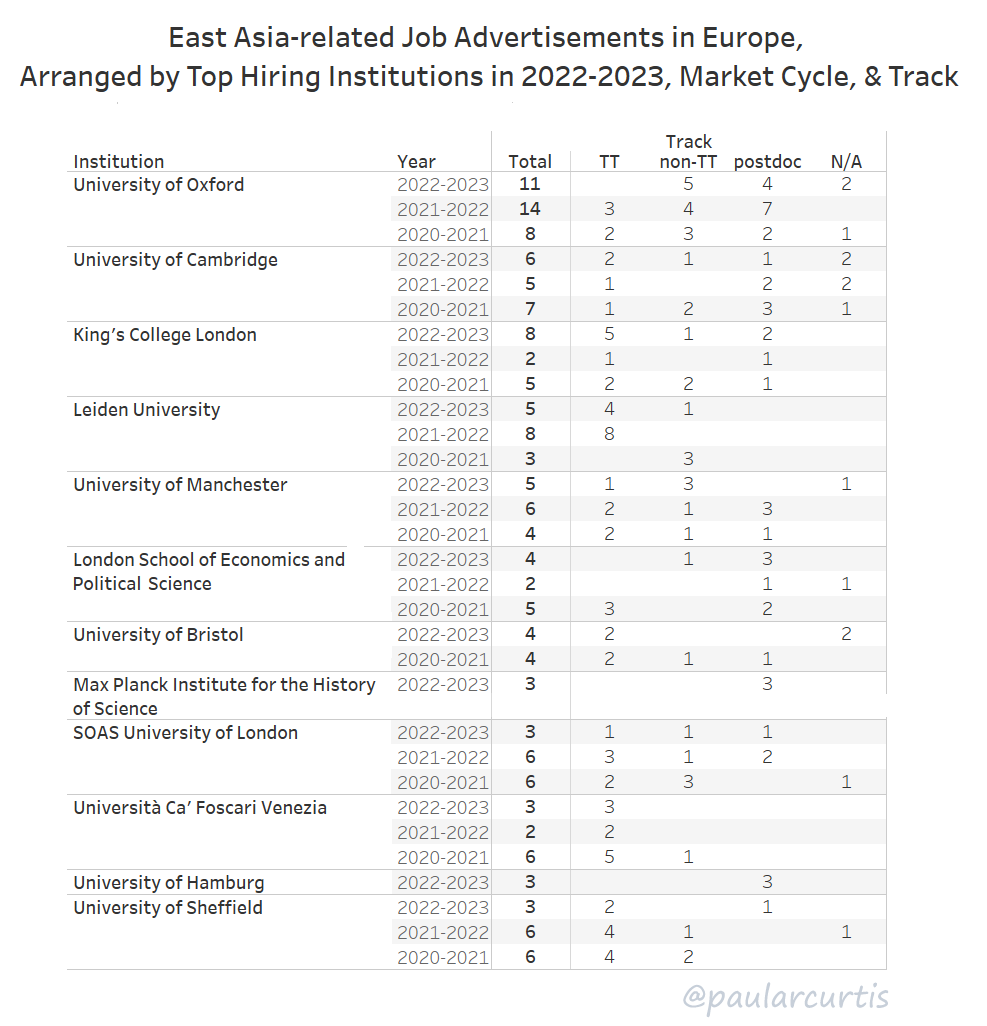 East Asia-related Job Advertisements in Europe,
Arranged by Top Hiring Institutions in 2022-2023, Market Cycle, & Track
Track
Institution Year Total TT non-TT postdoc N/A
University of Oxford 2022-2023 11 5 4 2
2021-2022 14 3 4 7
2020-2021 8 2 3 2 1
University of Cambridge 2022-2023 6 2 1 1 2
2021-2022 5 1 2 2
2020-2021 7 1 2 3 1
King's College London 2022-2023 8 5 1 2
2021-2022 2 1 1
2020-2021 5 2 2 1
Leiden University 2022-2023 5 4 1
2021-2022 8 8
2020-2021 3 3
University of Manchester 2022-2023 5 1 3 1
2021-2022 6 2 1 3
2020-2021 4 2 1 1
London School of Economics and 2022-2023 4 1 3
Political Science 2021-2022 2 1 1
2020-2021 5 3 2
University of Bristol 2022-2023 4 2 2
2020-2021 4 2 1 1
Max Planck Institute for the History 2022-2023 3 3
of Science
SOAS University of London 2022-2023 3 1 1 1
2021-2022 6 3 1 2
2020-2021 6 2 3 1
Università Ca' Foscari Venezia 2022-2023 3 3
2021-2022 2 2
2020-2021 6 5 1
University of Hamburg 2022-2023 3 3
University of Sheffield 2022-2023 3 2 1
2021-2022 6 4 1 1
2020-2021 6 4 2
@paularcurtis